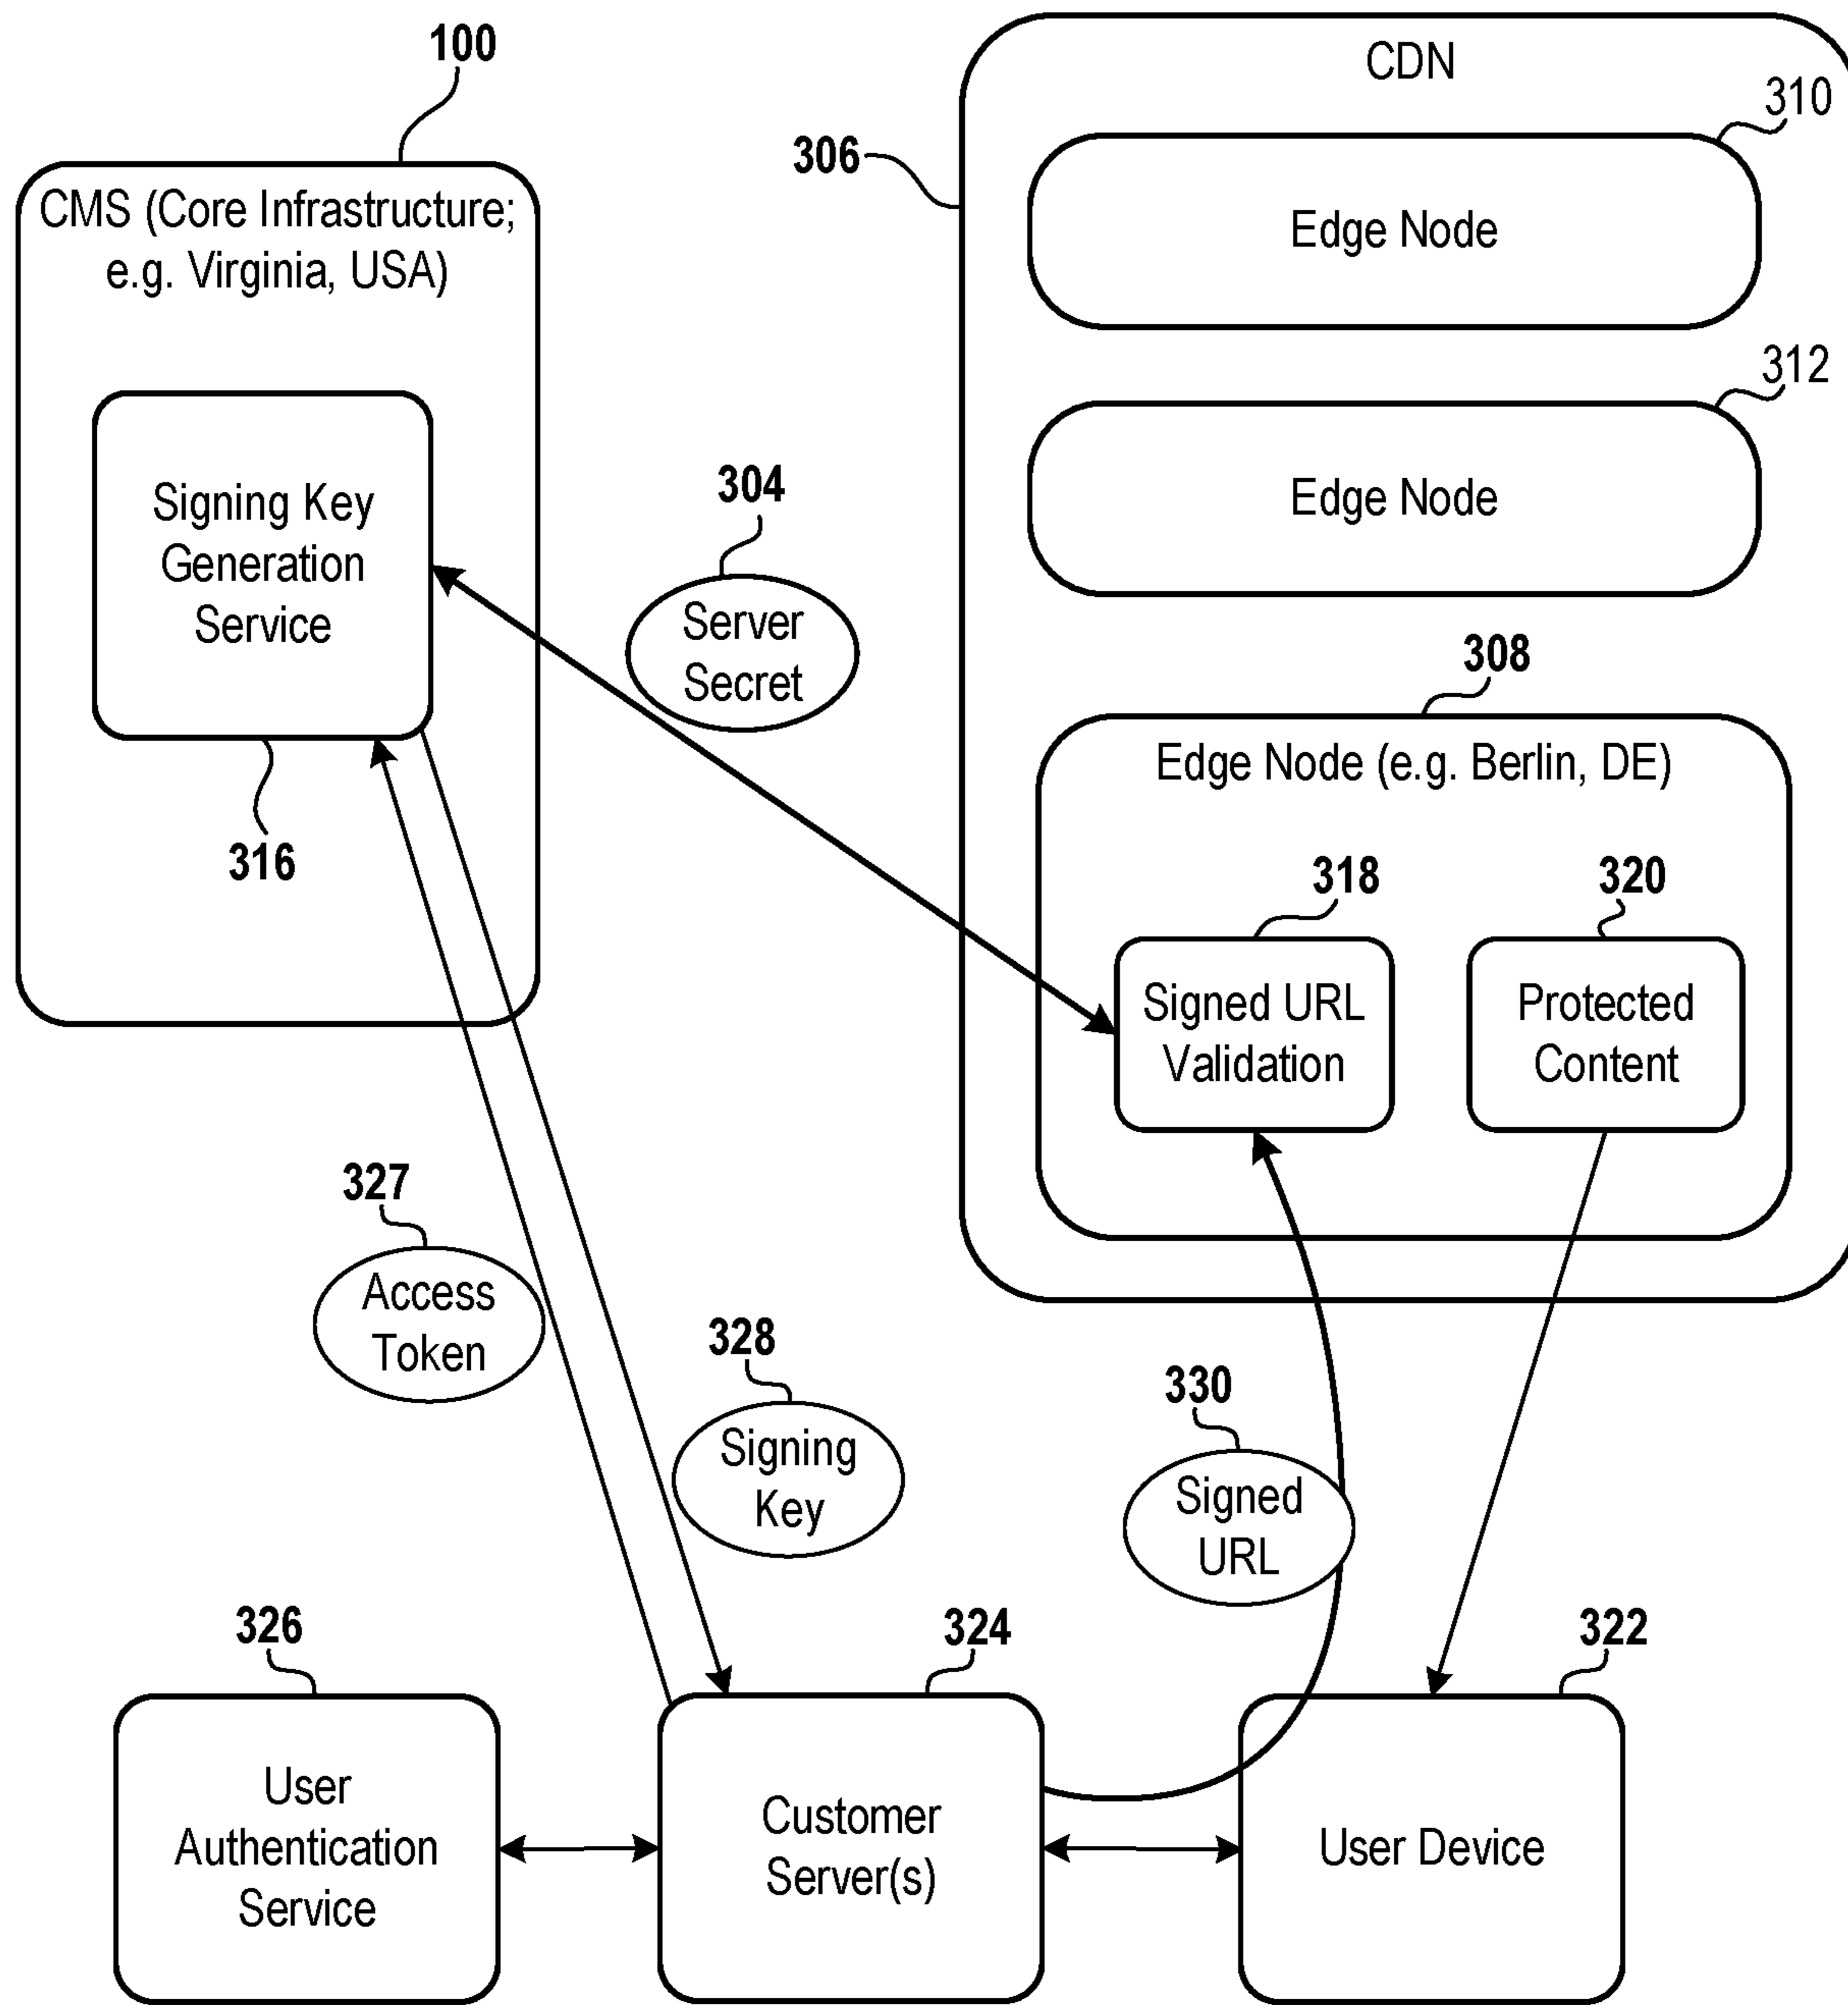 100
CMS (Core Infrastructure;
e.g. Virginia, USA)
Signing Key
Generation
Service
316
304
Server
Secret
CDN
306
310
Edge Node
312
Edge Node
308
Edge Node (e.g. Berlin, DE)
318
Signed URL
Validation
320
Protected
Content
327
Access
Token
328
Signing
Key
330
Signed
URL
326
User
Authentication
Service
324
Customer
Server(s)
322
User Device